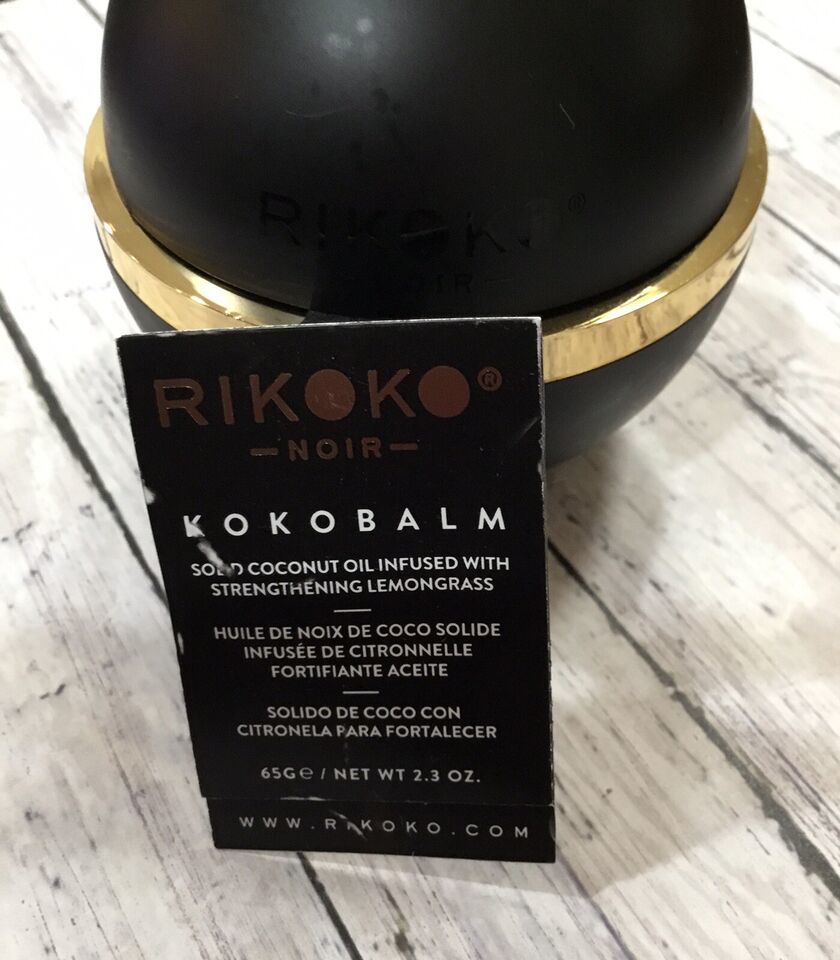 RIKOKO®
NOIR
RIKOKO®
NOIR
KOKOBALM
SOLID COCONUT OIL INFUSED WITH
STRENGTHENING LEMONGRASS
HUILE DE NOIX DE COCO SOLIDE
INFUSÉE DE CITRONNELLE
FORTIFIANTE ACEITE
SOLIDO DE COCO CON
CITRONELA PARA FORTALECER
65G℮ / NET WT 2.3 OZ.
WWW.RIKOKO.COM